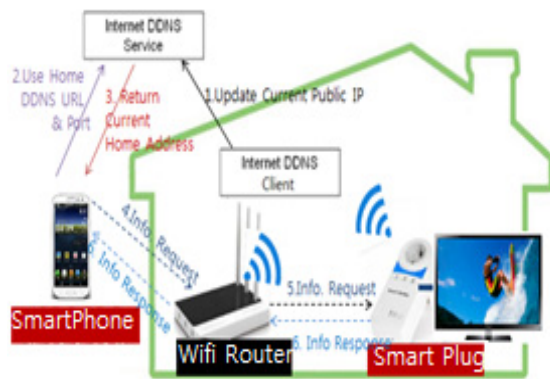 Internet DDNS
Service
2.Use Home
DDNS URL
& Port
3. Return
Current
Home Address
1.Update Current Public IP
Internet DDNS
Client
4.Info. Request
6. Info Response
5.Info. Request
6. Info Response
SmartPhone
Wifi Router
Smart Plug